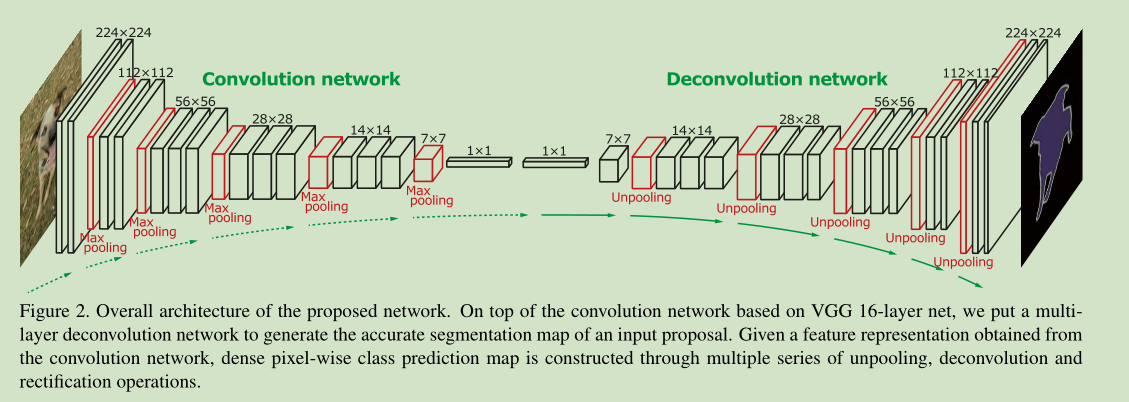 224×224
112×112
56×56
28×28
14×14
7×7
1×1
1×1
7×7
14×14
28×28
56×56
112×112
224×224
Convolution network
Deconvolution network
Max
pooling
Max
pooling
Max
pooling
Max
pooling
Max
pooling
Unpooling
Unpooling
Unpooling
Unpooling
Unpooling
Figure 2. Overall architecture of the proposed network. On top of the convolution network based on VGG 16-layer net, we put a multi-
layer deconvolution network to generate the accurate segmentation map of an input proposal. Given a feature representation obtained from
the convolution network, dense pixel-wise class prediction map is constructed through multiple series of unpooling, deconvolution and
rectification operations.